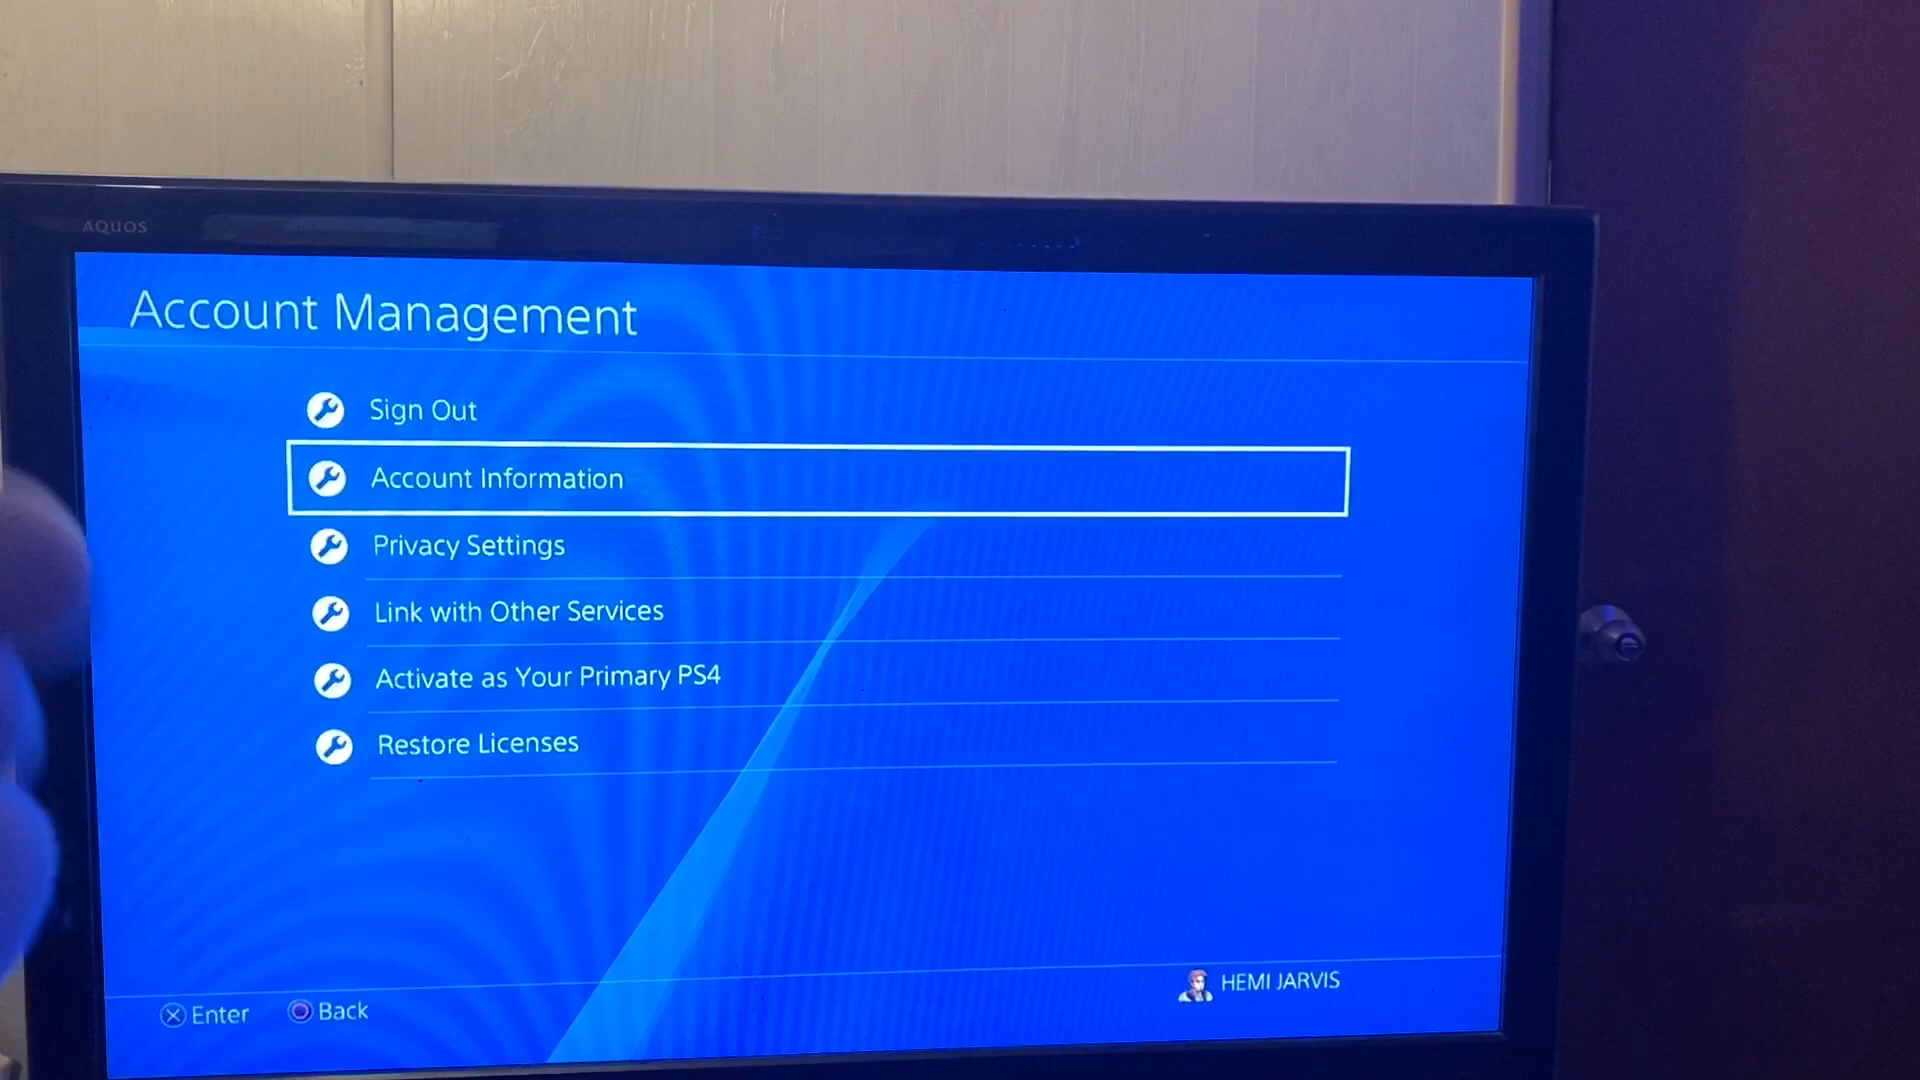 AQUOS
Account Management
Sign Out
Account Information
Privacy Settings
Link with Other Services
Activate as Your Primary PS4
Restore Licenses
HEMI JARVIS
Enter
Back